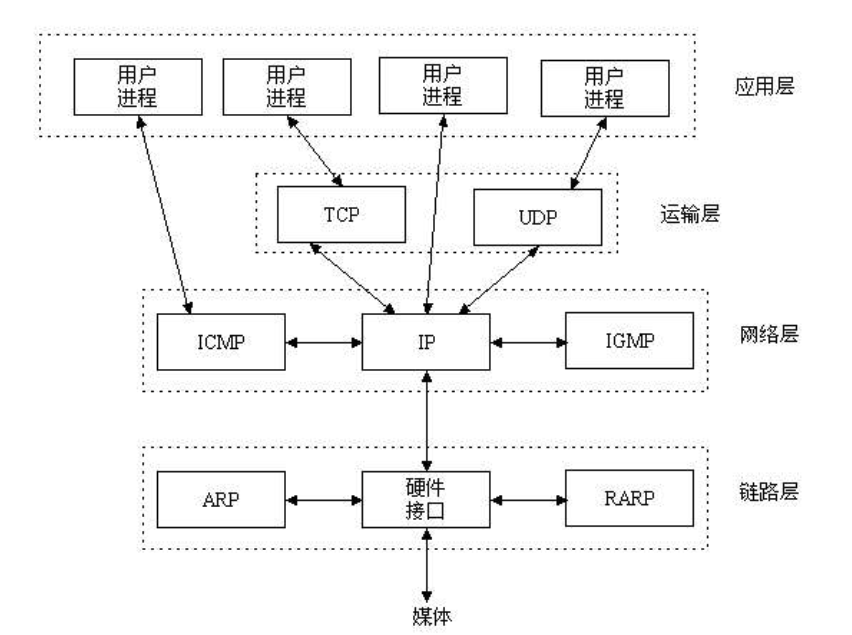 用户
进程
用户
进程
用户
进程
用户
进程
应用层
TCP
UDP
运输层
ICMP
IP
IGMP
网络层
ARP
硬件
接口
RARP
链路层
媒体